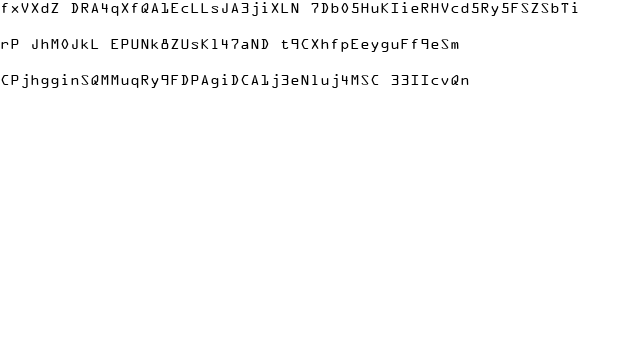 fxVXdZ DRA4qXfQA1EcLLsJA3jiXLN 7Db05HuKIieRHVcd5Ry5FSZSbTi
rP JhM0JkL EPUNk8ZUsKl47aND t9CXhfpEeyguFf9eSm
CPjhgginSQMMuqRy9FDPAgiDCA1j3eNluj4MSC 33IIcvQn